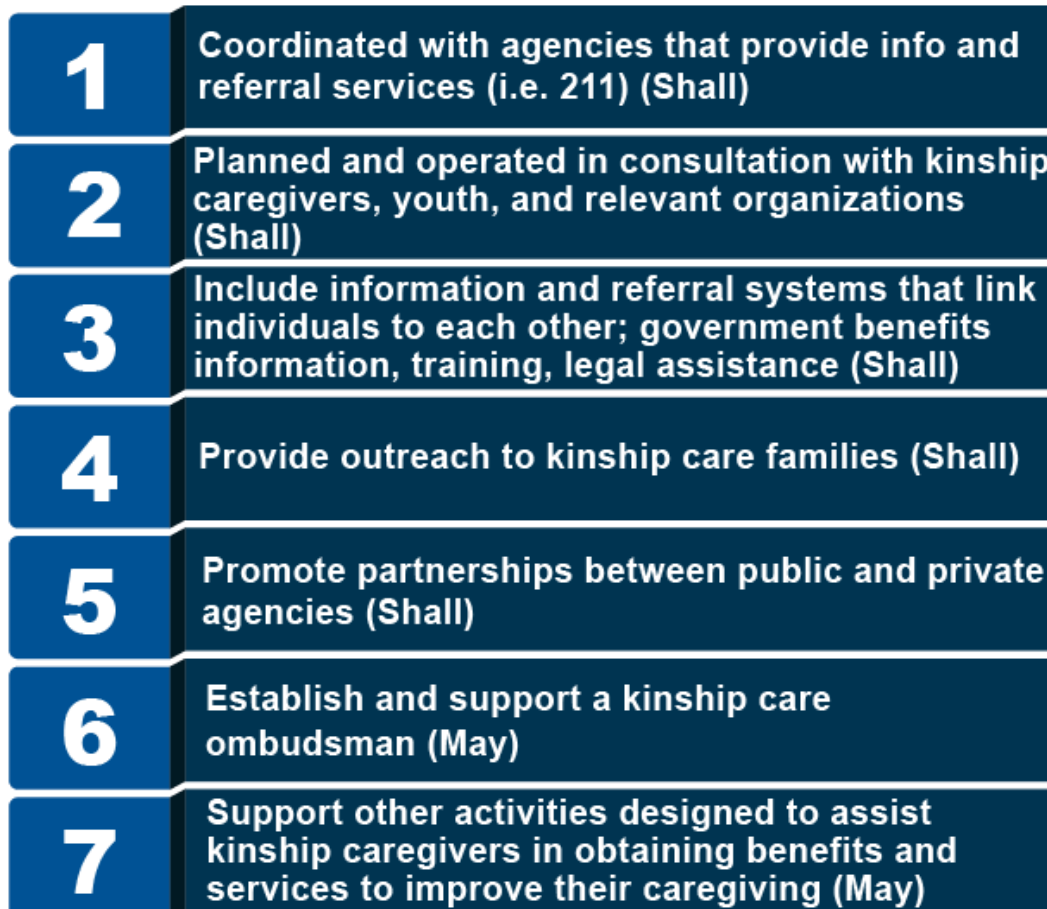 1
Coordinated with agencies that provide info and
referral services (i.e. 211) (Shall)
2
Planned and operated in consultation with kinship
caregivers, youth, and relevant organizations
(Shall)
3
Include information and referral systems that link
individuals to each other; government benefits
information, training, legal assistance (Shall)
4
Provide outreach to kinship care families (Shall)
5
Promote partnerships between public and private
agencies (Shall)
6
Establish and support a kinship care
ombudsman (May)
7
Support other activities designed to assist
kinship caregivers in obtaining benefits and
services to improve their caregiving (May)